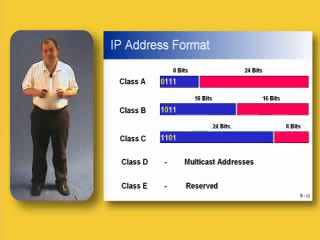 IP Address Format
8 Bits 24 Bits
Class A 0111
16 Bits 16 Bits
Class B 1011
24 Bits 8 Bits
Class C 1101
Class D - Multicast Addresses
Class E - Reserved